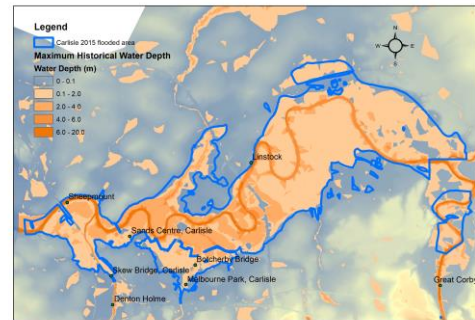 Legend
Carlisle 2015 flooded area
Maximum Historical Water Depth
Water Depth (m)
0 - 0.1
0.1 - 2.0
2.0 - 4.0
4.0 - 6.0
6.0 - 20.0
N
W
E
S
Linstock
Sheepmount
Sands Centre, Carlisle
Botcherby Bridge
Skew Bridge, Carlisle
Melbourne Park, Carlisle
Great Corby
Denton Holme